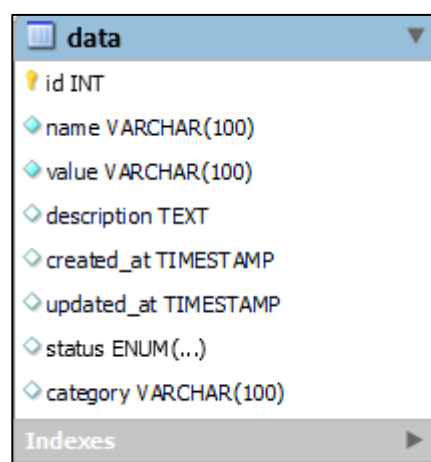 data
id INT
name VARCHAR(100)
value VARCHAR(100)
description TEXT
created_at TIMESTAMP
updated_at TIMESTAMP
status ENUM(...)
category VARCHAR(100)
Indexes